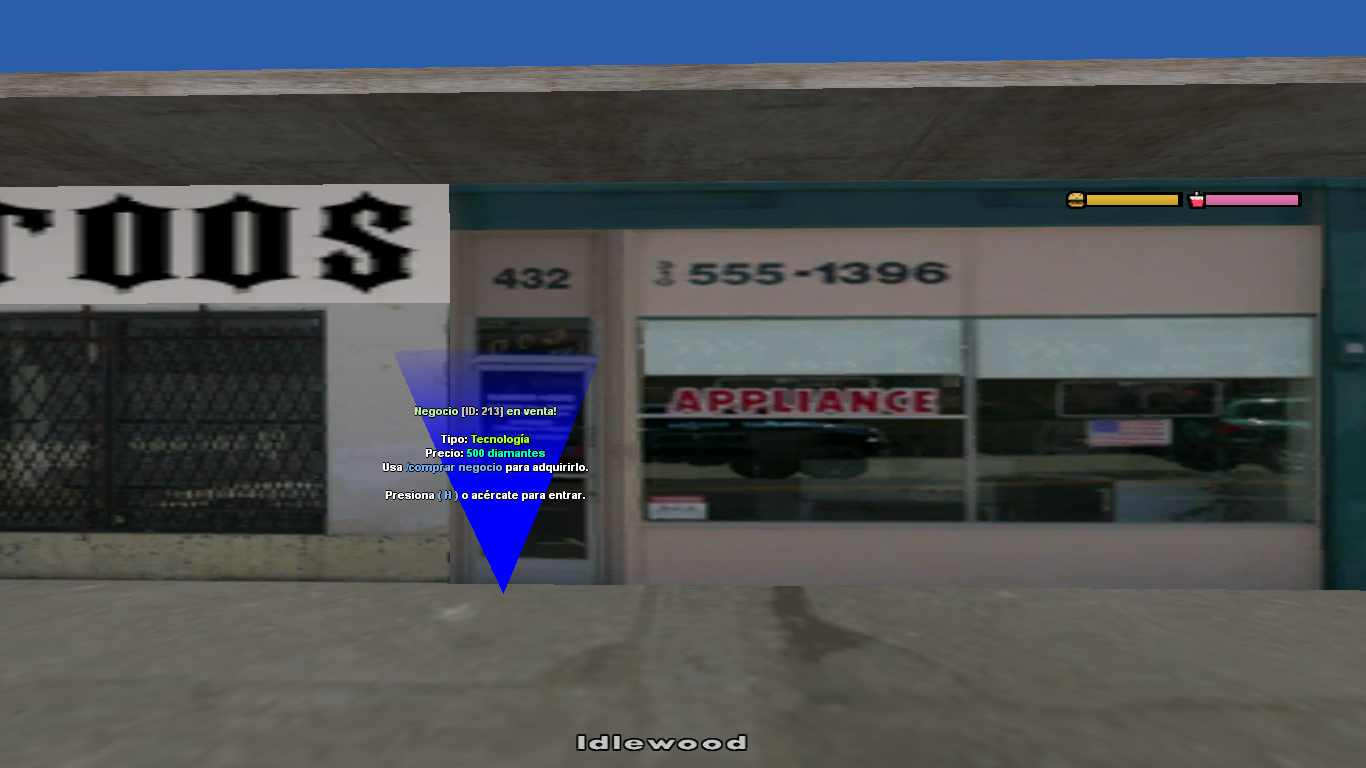 roos
432
555-1396
APPLIANCE
Negocio [ID: 213] en venta!
Tipo: Tecnología
Precio: 500 diamantes
Usa /comprar negocio para adquirirlo.
Presiona ( H ) o acércate para entrar.
Idlewood